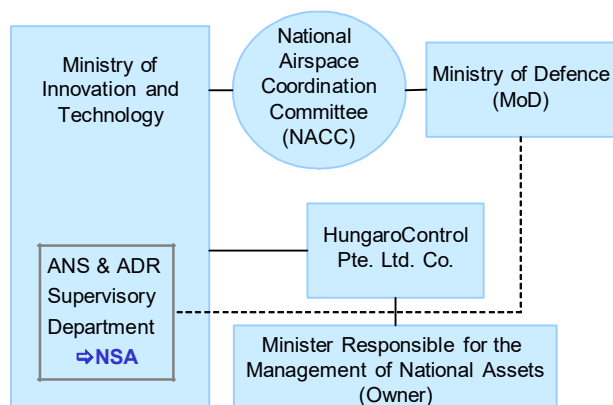 Ministry of
Innovation and
Technology
National
Airspace
Coordination
Committee
(NACC)
Ministry of Defence
(MoD)
HungaroControl
Pte. Ltd. Co.
ANS & ADR
Supervisory
Department
⇨NSA
Minister Responsible for the
Management of National Assets
(Owner)